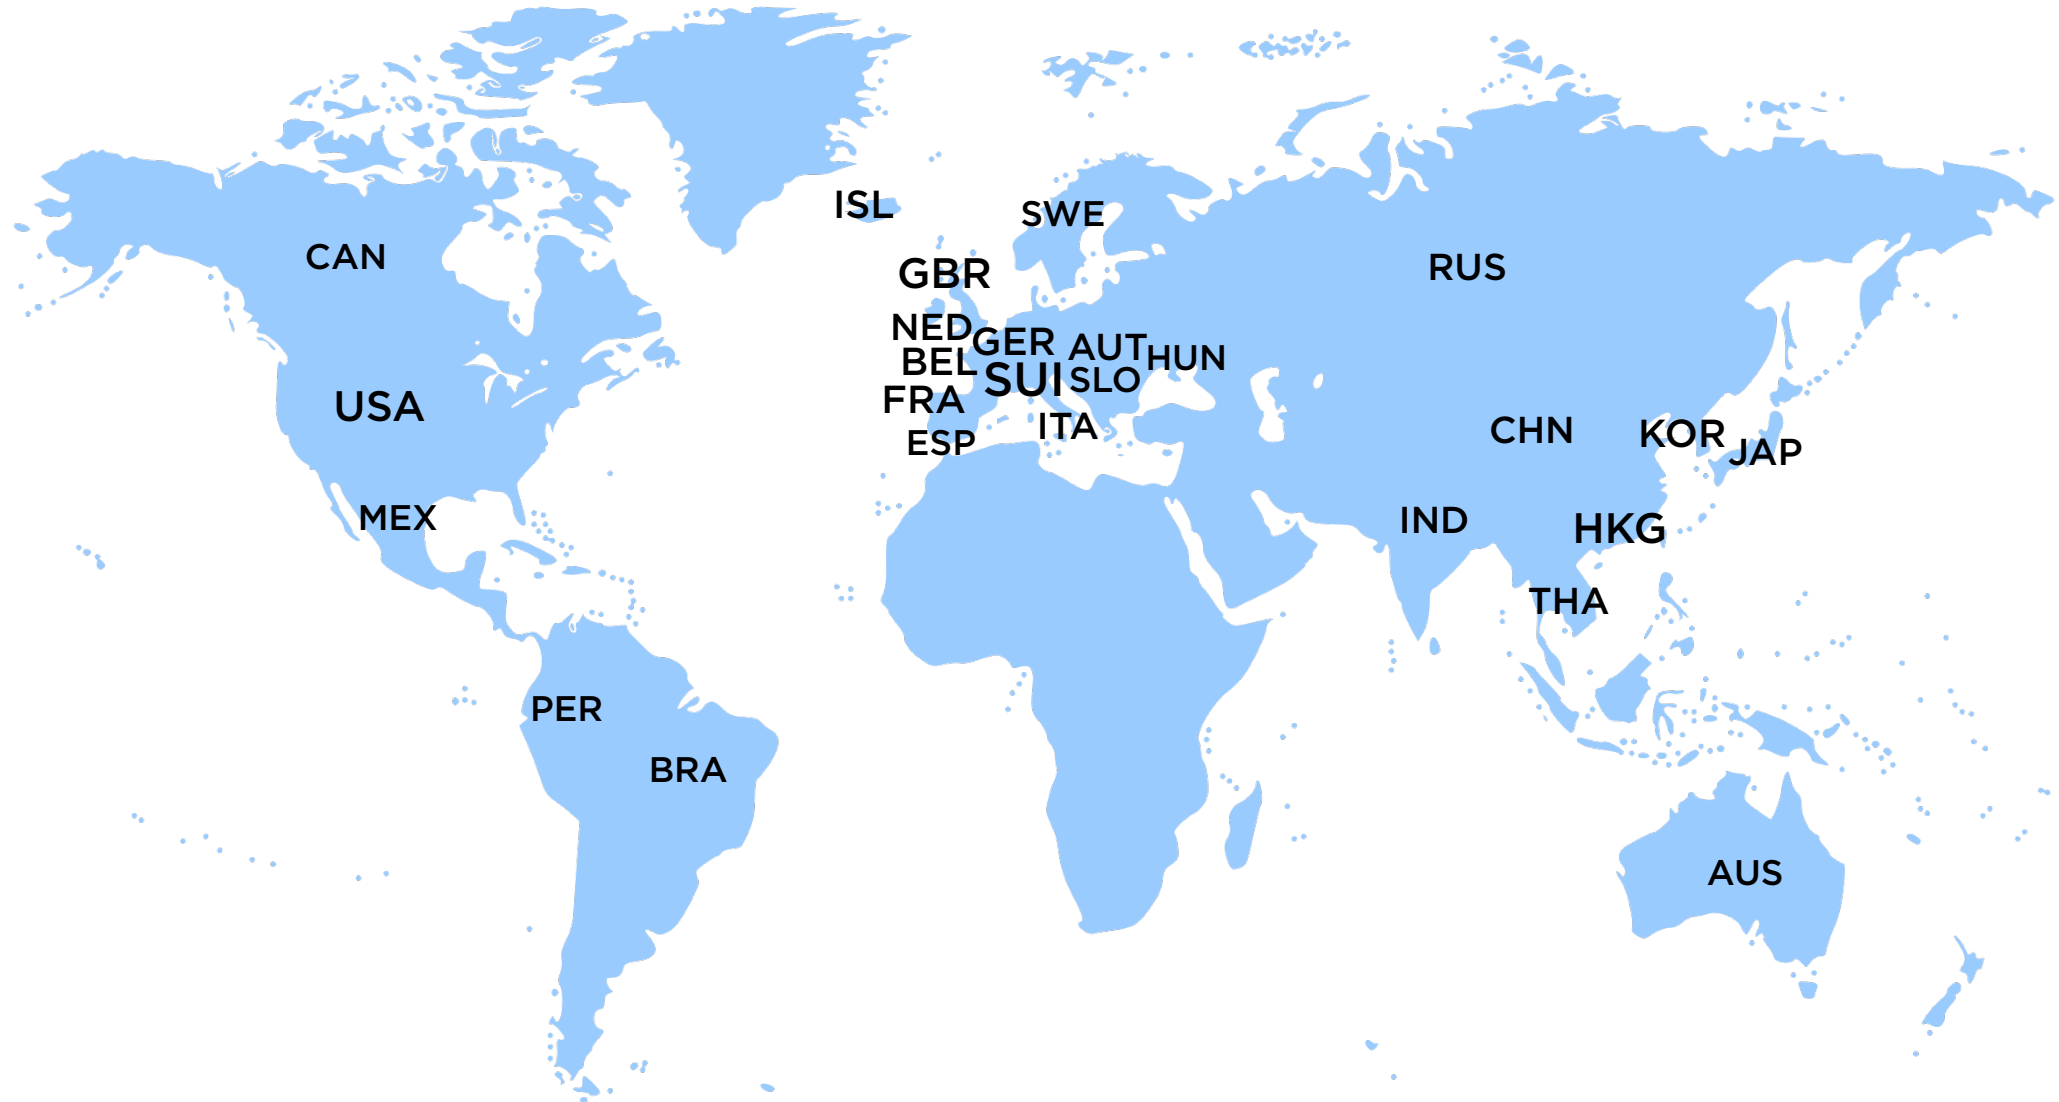 ISL
SWE
CAN
GBR
RUS
NED
GER
AUT
HUN
BEL
SUI
SLO
USA
FRA
ITA
ESP
CHN
KOR
JAP
MEX
IND
HKG
THA
PER
BRA
AUS